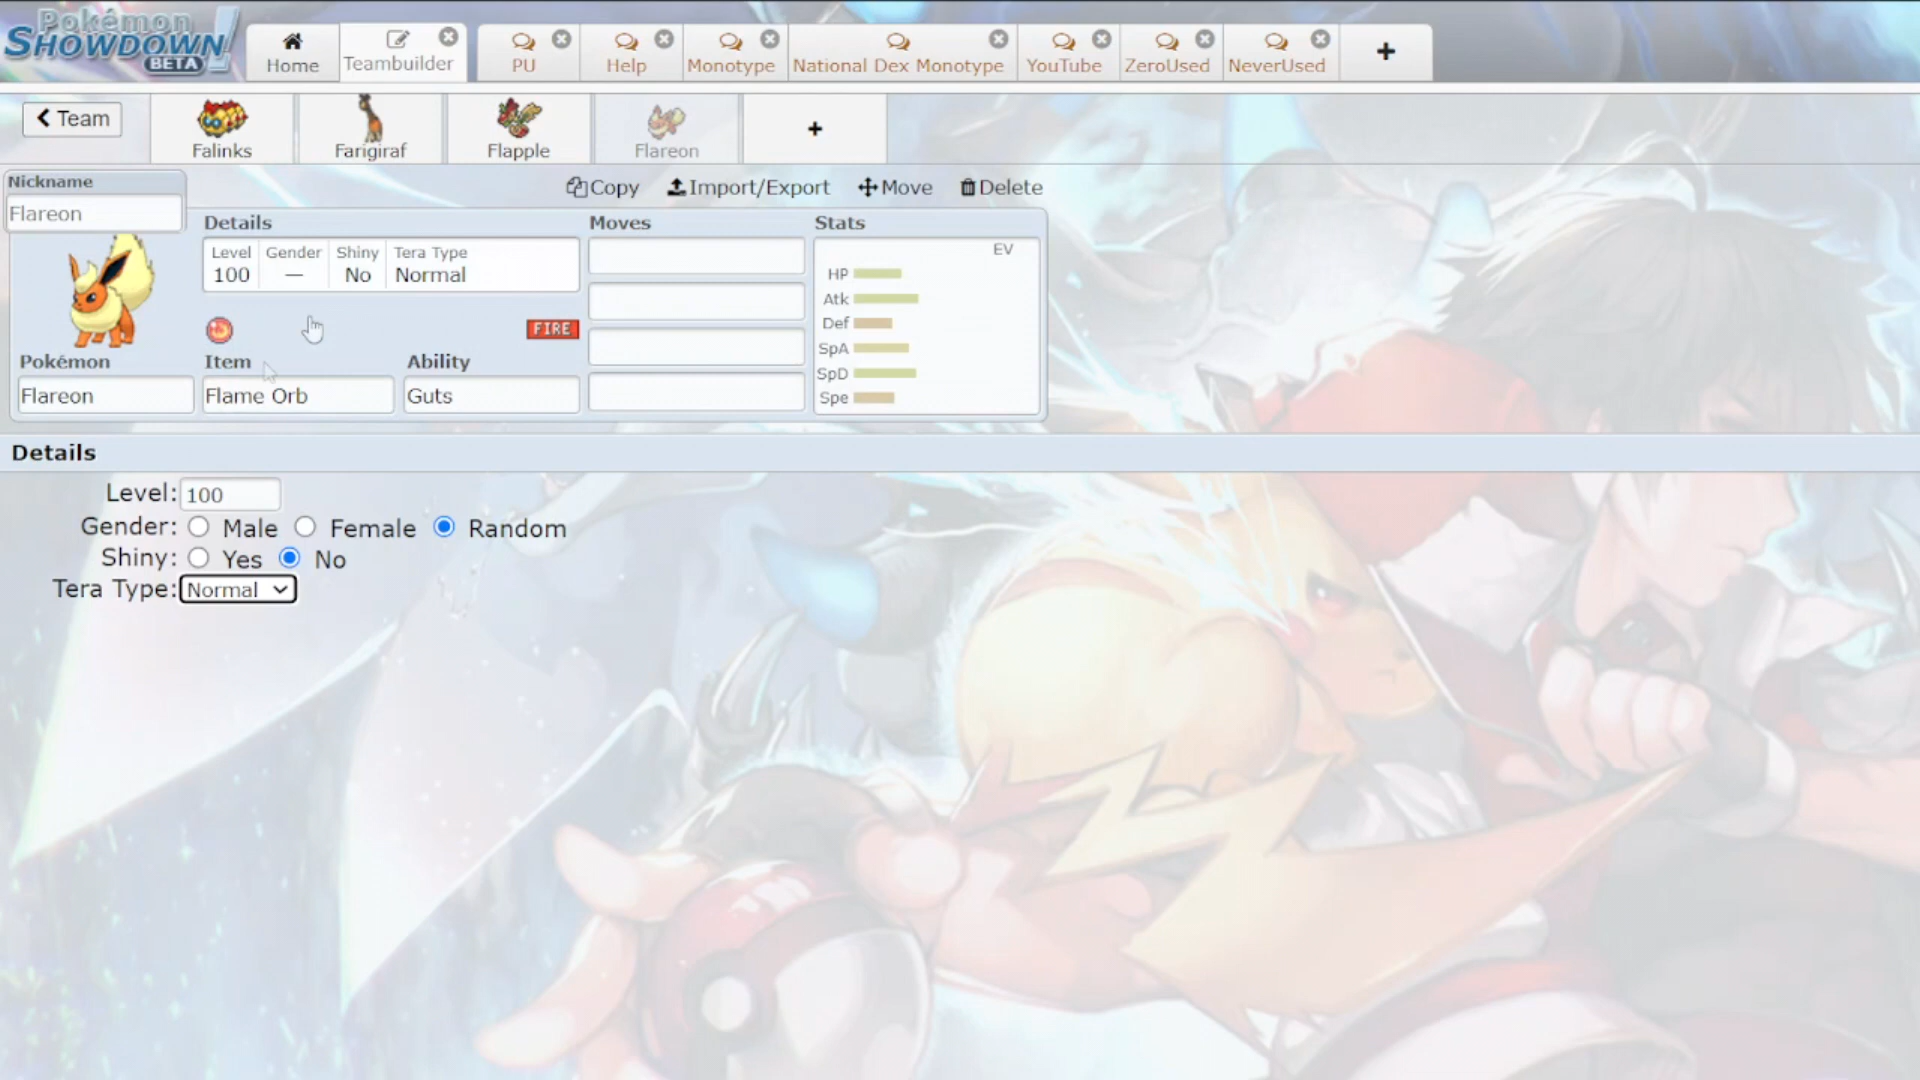 Pokémon
SHOWDOWN!
BETA
Home
Teambuilder
PU
Help
Monotype
National Dex Monotype
YouTube
ZeroUsed
NeverUsed
+
Team
Falinks
Farigiraf
Flapple
Flareon
+
Nickname
Flareon
Copy
Import/Export
Move
Delete
Details
Moves
Stats
Level
Gender
Shiny
Tera Type
100
—
No
Normal
EV
HP
Atk
Def
SpA
SpD
Spe
FIRE
Pokémon
Item
Ability
Flareon
Flame Orb
Guts
Details
Level: 100
Gender: Male Female Random
Shiny: Yes No
Tera Type: Normal